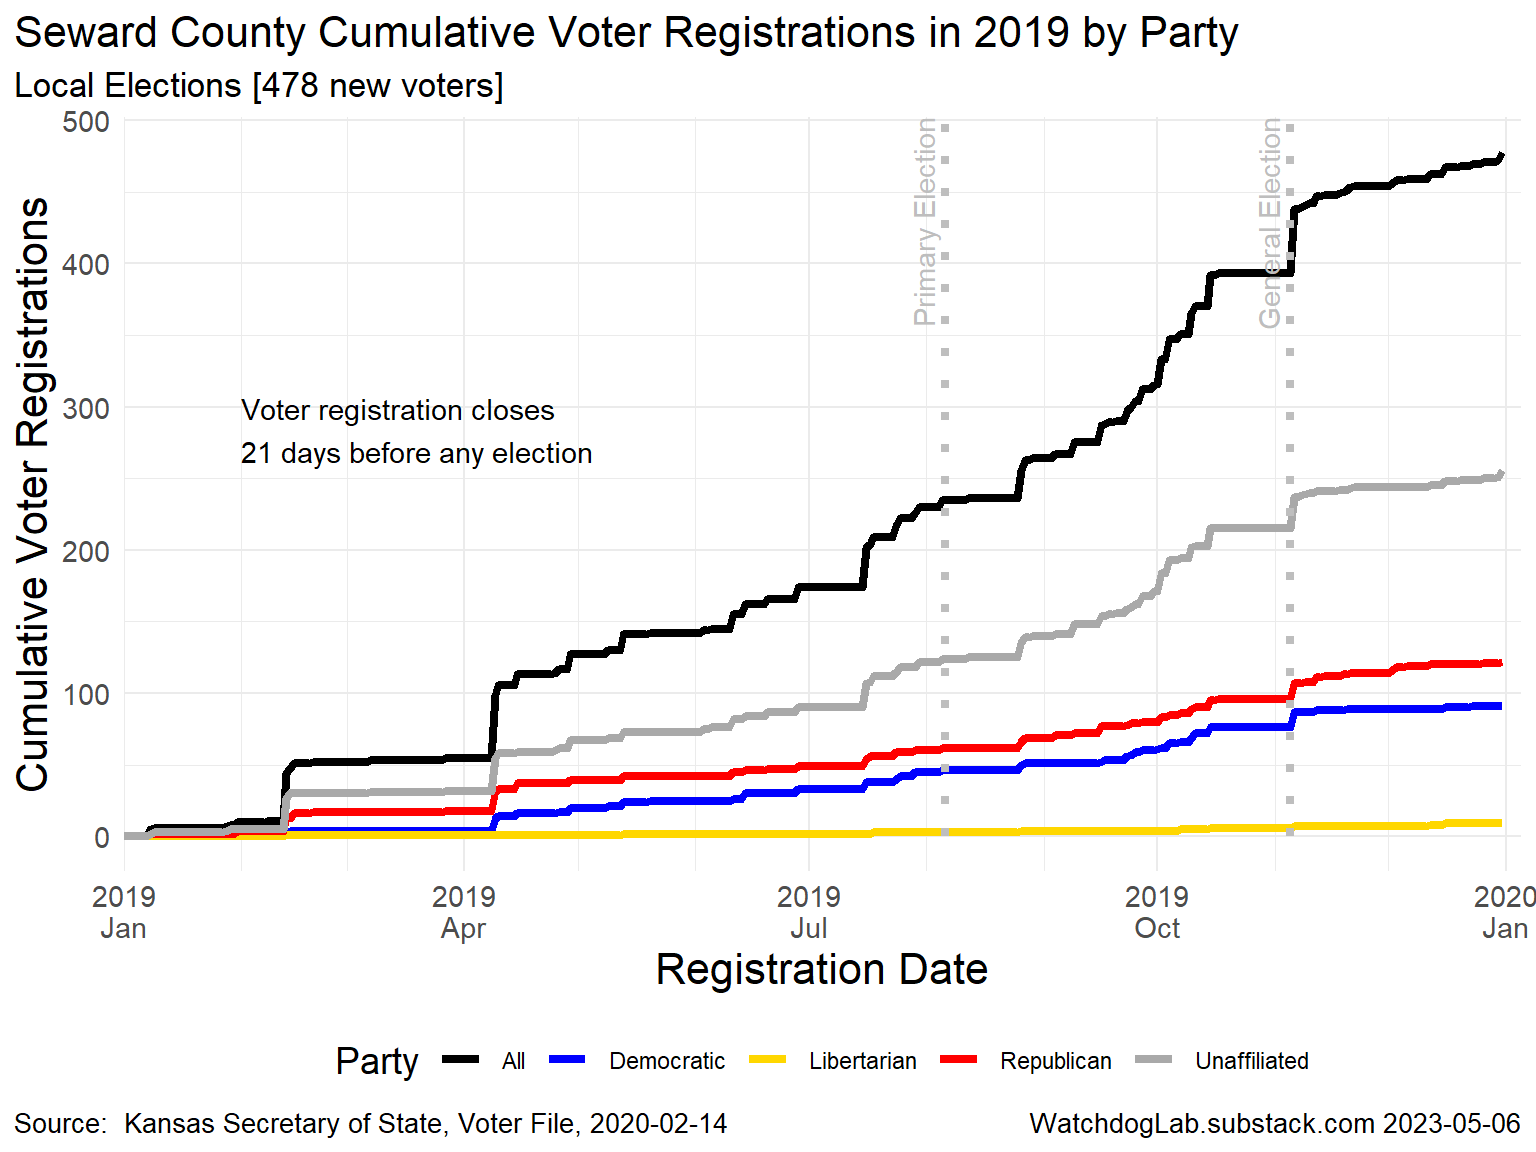 Seward County Cumulative Voter Registrations in 2019 by Party
Local Elections [478 new voters]
Cumulative Voter Registrations
500
400
300
200
100
0
Primary Election
General Election
Voter registration closes
21 days before any election
2019 2019 2019 2019 2020
Jan Apr Jul Oct Jan
Registration Date
Party All Democratic Libertarian Republican Unaffiliated
Source:  Kansas Secretary of State, Voter File, 2020-02-14
WatchdogLab.substack.com 2023-05-06